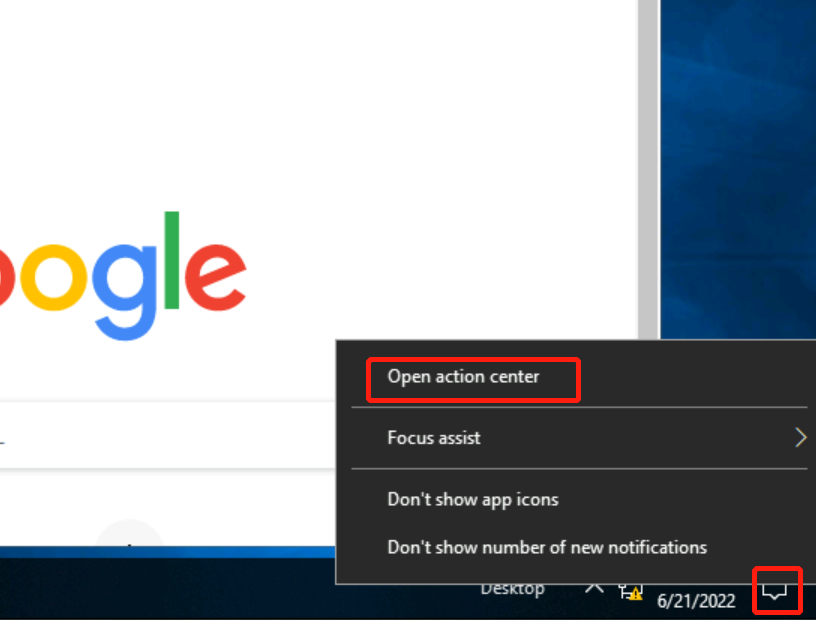 oogle
Open action center
Focus assist
Don't show app icons
Don't show number of new notifications
Desktop
6/21/2022